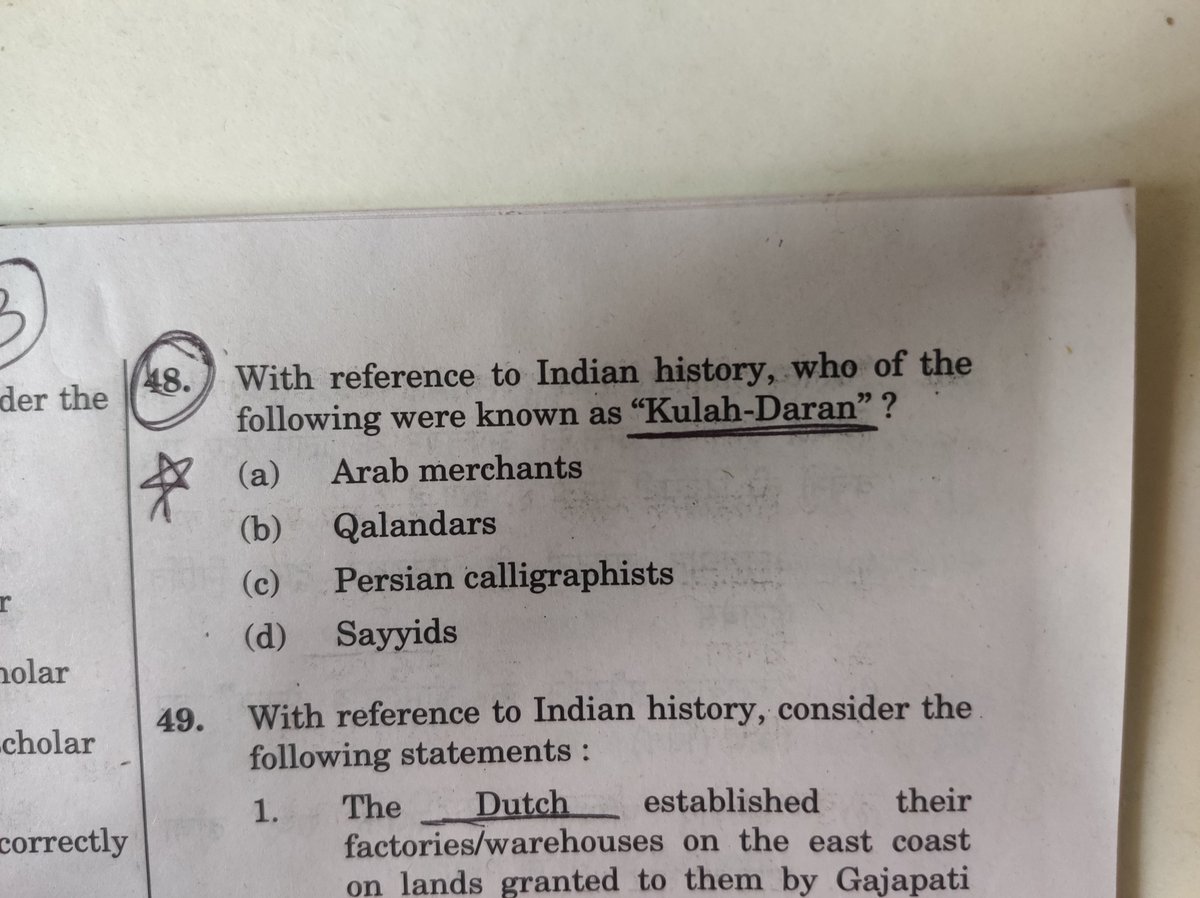 3
der the
r
holar
cholar
correctly
48. With reference to Indian history, who of the
following were known as “Kulah-Daran” ?
(a) Arab merchants
(b) Qalandars
(c) Persian calligraphists
(d) Sayyids
49. With reference to Indian history, consider the
following statements :
1. The Dutch established their
factories/warehouses on the east coast
on lands granted to them by Gajapati